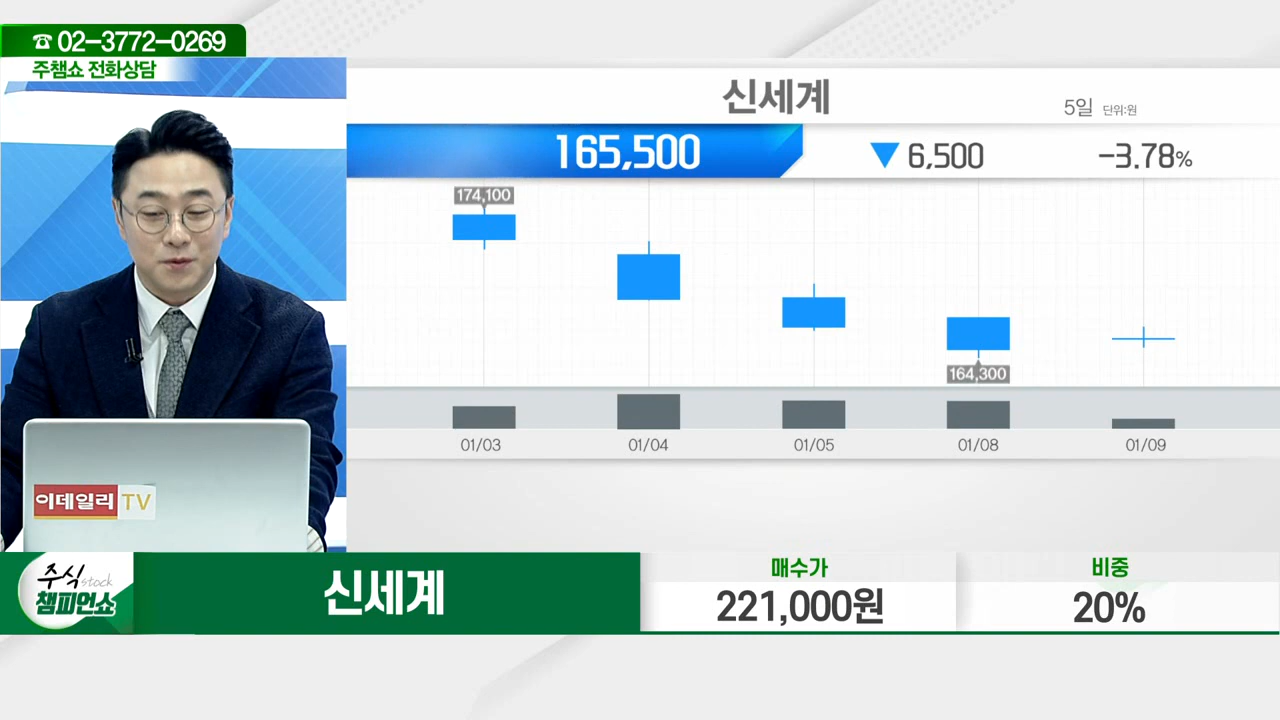 ☎ 02-3772-0269
주챔쇼 전화상담
신세계
5일 단위:원
165,500 ▼ 6,500 -3.78%
174,100
164,300
01/03 01/04 01/05 01/08 01/09
이데일리 TV
주식 stock
챔피언쇼
신세계
매수가
221,000원
비중
20%